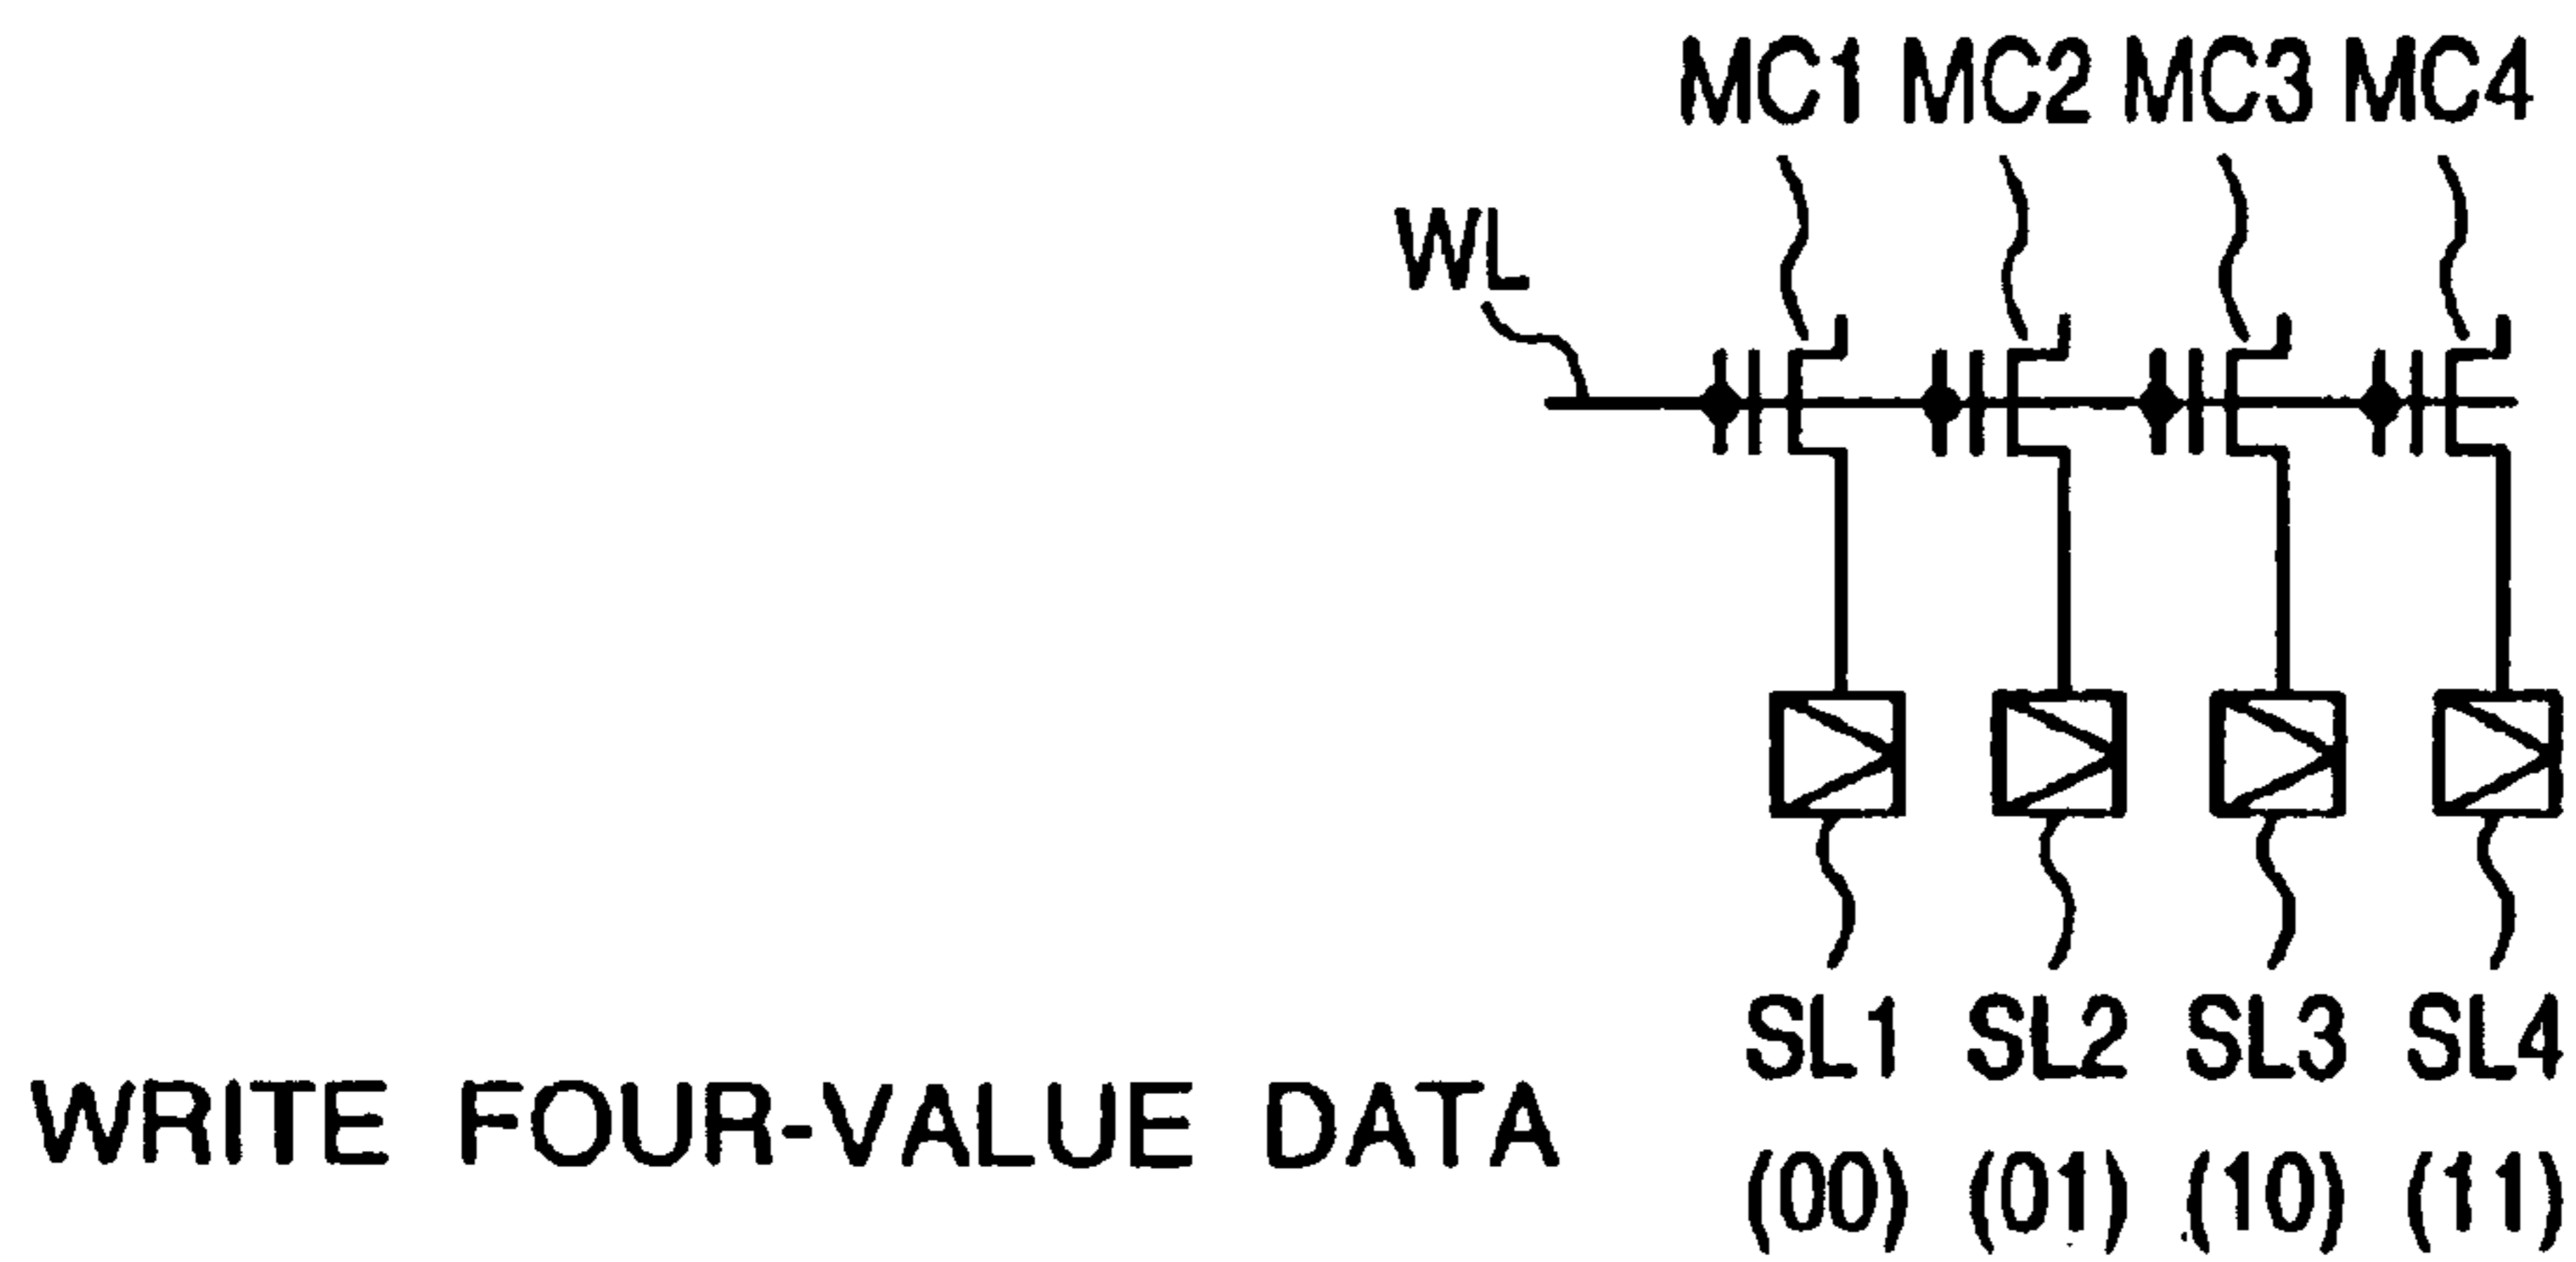 MC1 MC2 MC3 MC4
WL
SL1 SL2 SL3 SL4
WRITE FOUR-VALUE DATA
(00) (01) (10) (11)